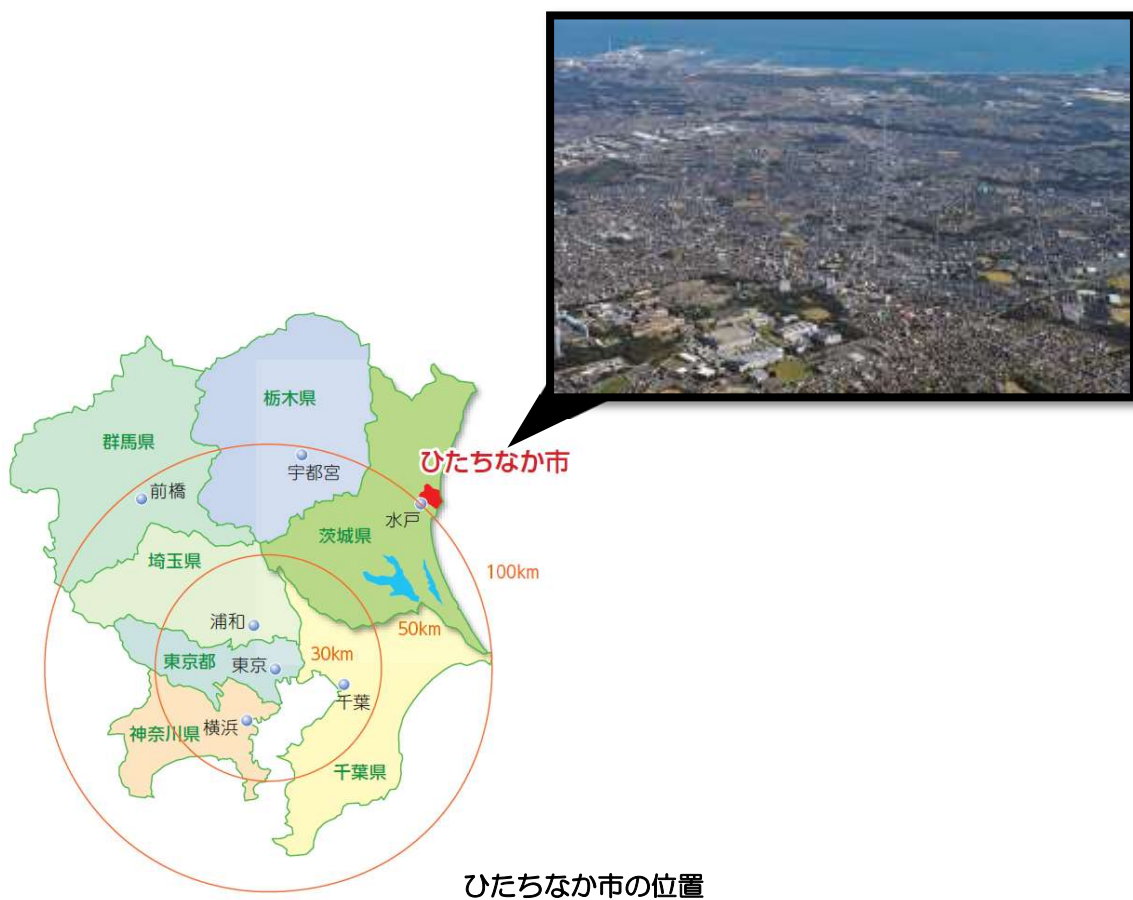 栃木県
群馬県
宇都宮
ひたちなか市
前橋
水戸
茨城県
埼玉県
100km
浦和
50km
東京都
東京
30km
千葉
神奈川県
横浜
千葉県
ひたちなか市の位置